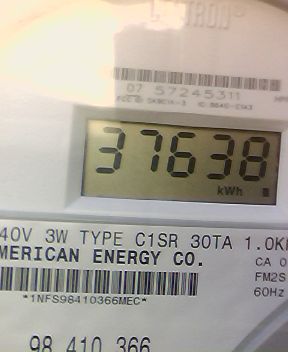 07 57245311
37638
kWh
40V 3W TYPE C1SR 30TA 1.0K
MERICAN ENERGY CO.
CA 0
FM2S
60Hz
*1NFS98410366MEC*
98 410 366